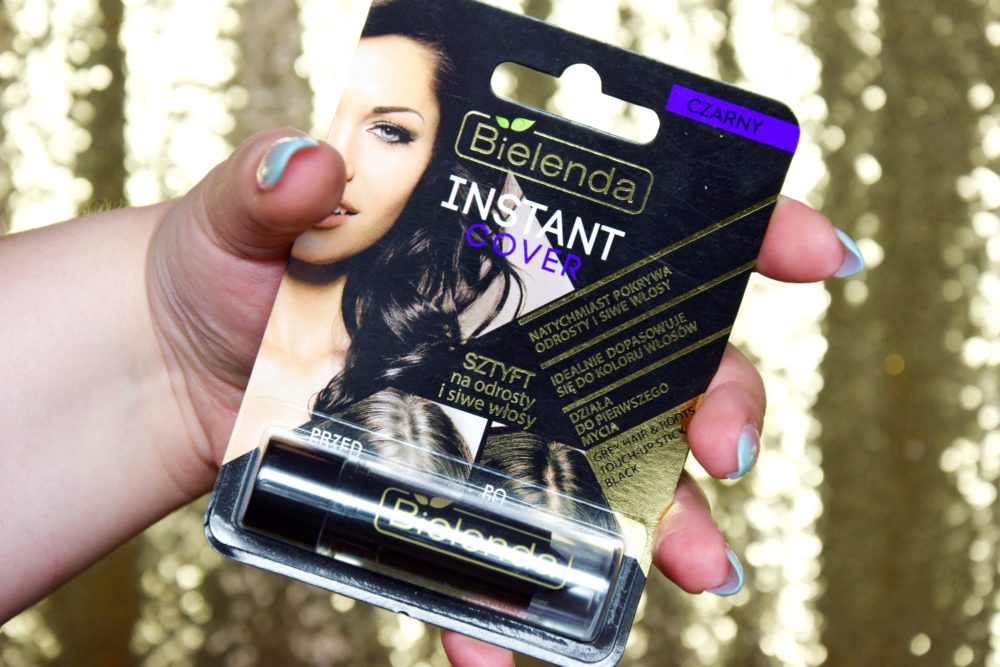 CZARNY
Bielenda
INSTANT
COVER
NATYCHMIAST POKRYWA
ODROSTY I SIWE WŁOSY
IDEALNIE DOPASOWUJE
SIĘ DO KOLORU WŁOSÓW
DZIAŁA
DO PIERWSZEGO
MYCIA
SZTYFT
na odrosty
i siwe włosy
GREY HAIR & ROOTS
TOUCH-UP STICK
BLACK
PRZED
PO
Bielenda